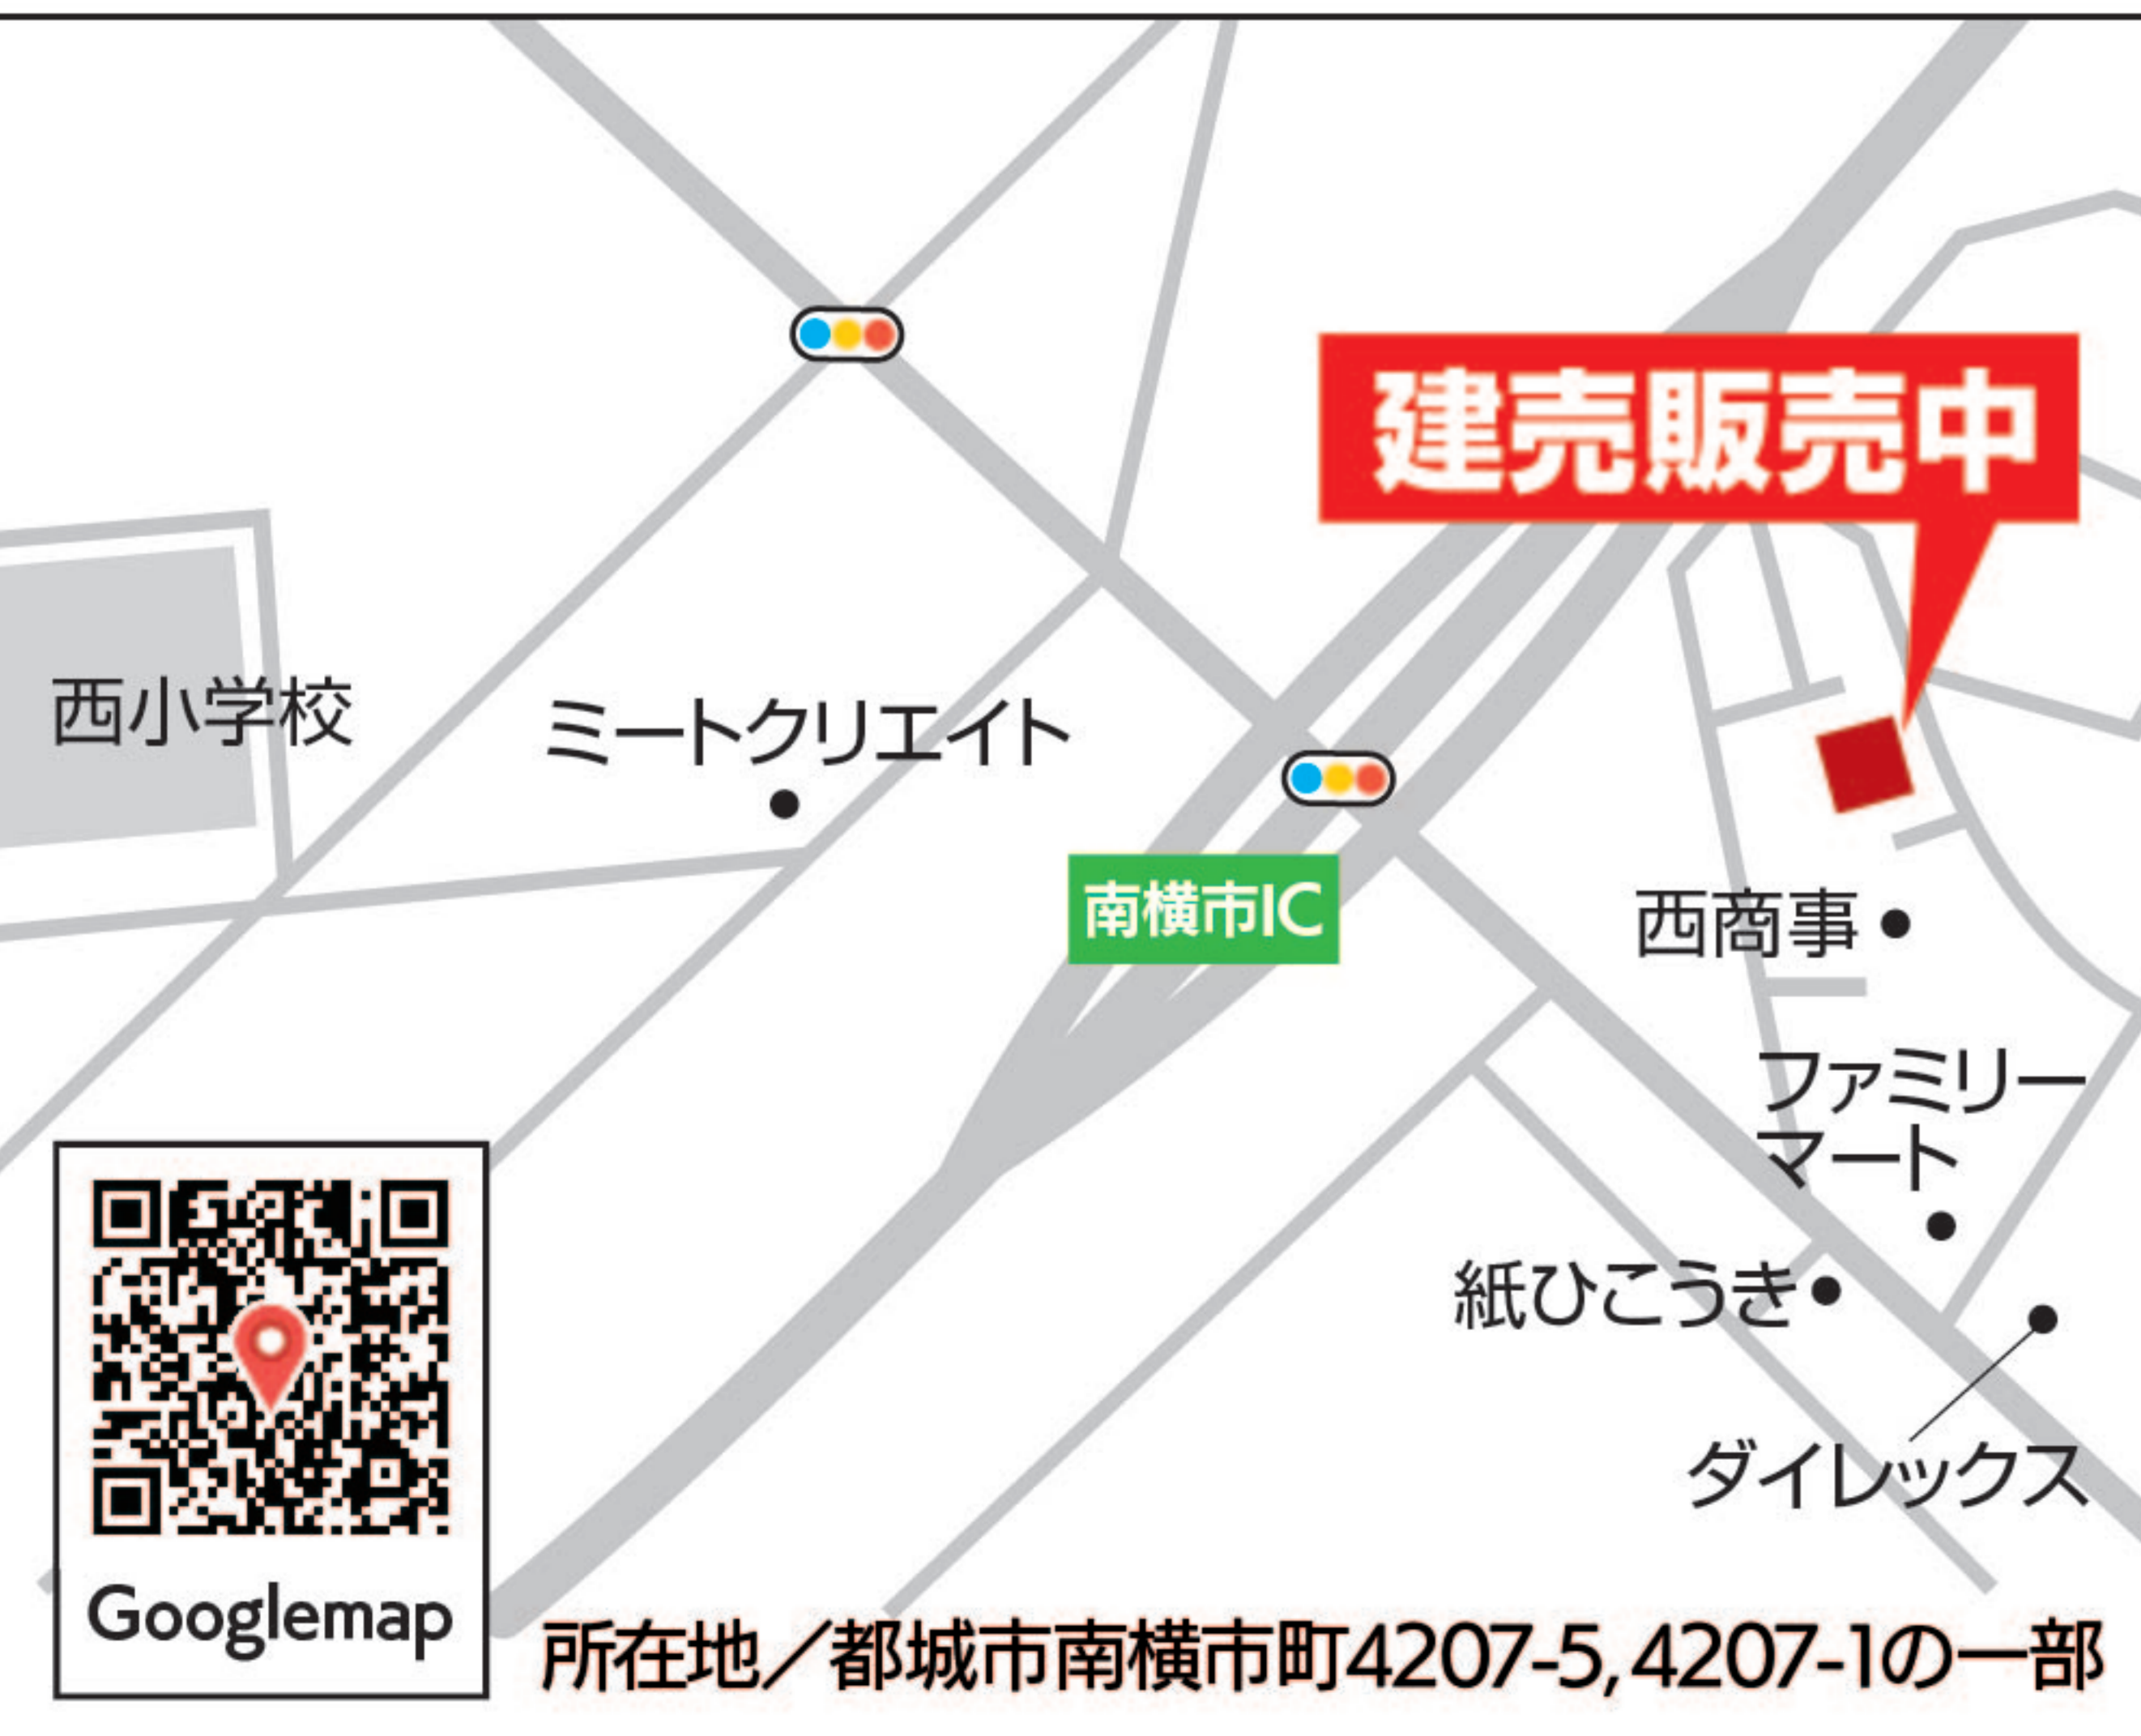 建売販売中
西小学校
ミートクリエイト
南横市IC
西商事
ファミリー
マート
紙ひこうき
ダイレックス
Googlemap
所在地／都城市南横市町4207-5,4207-1の一部